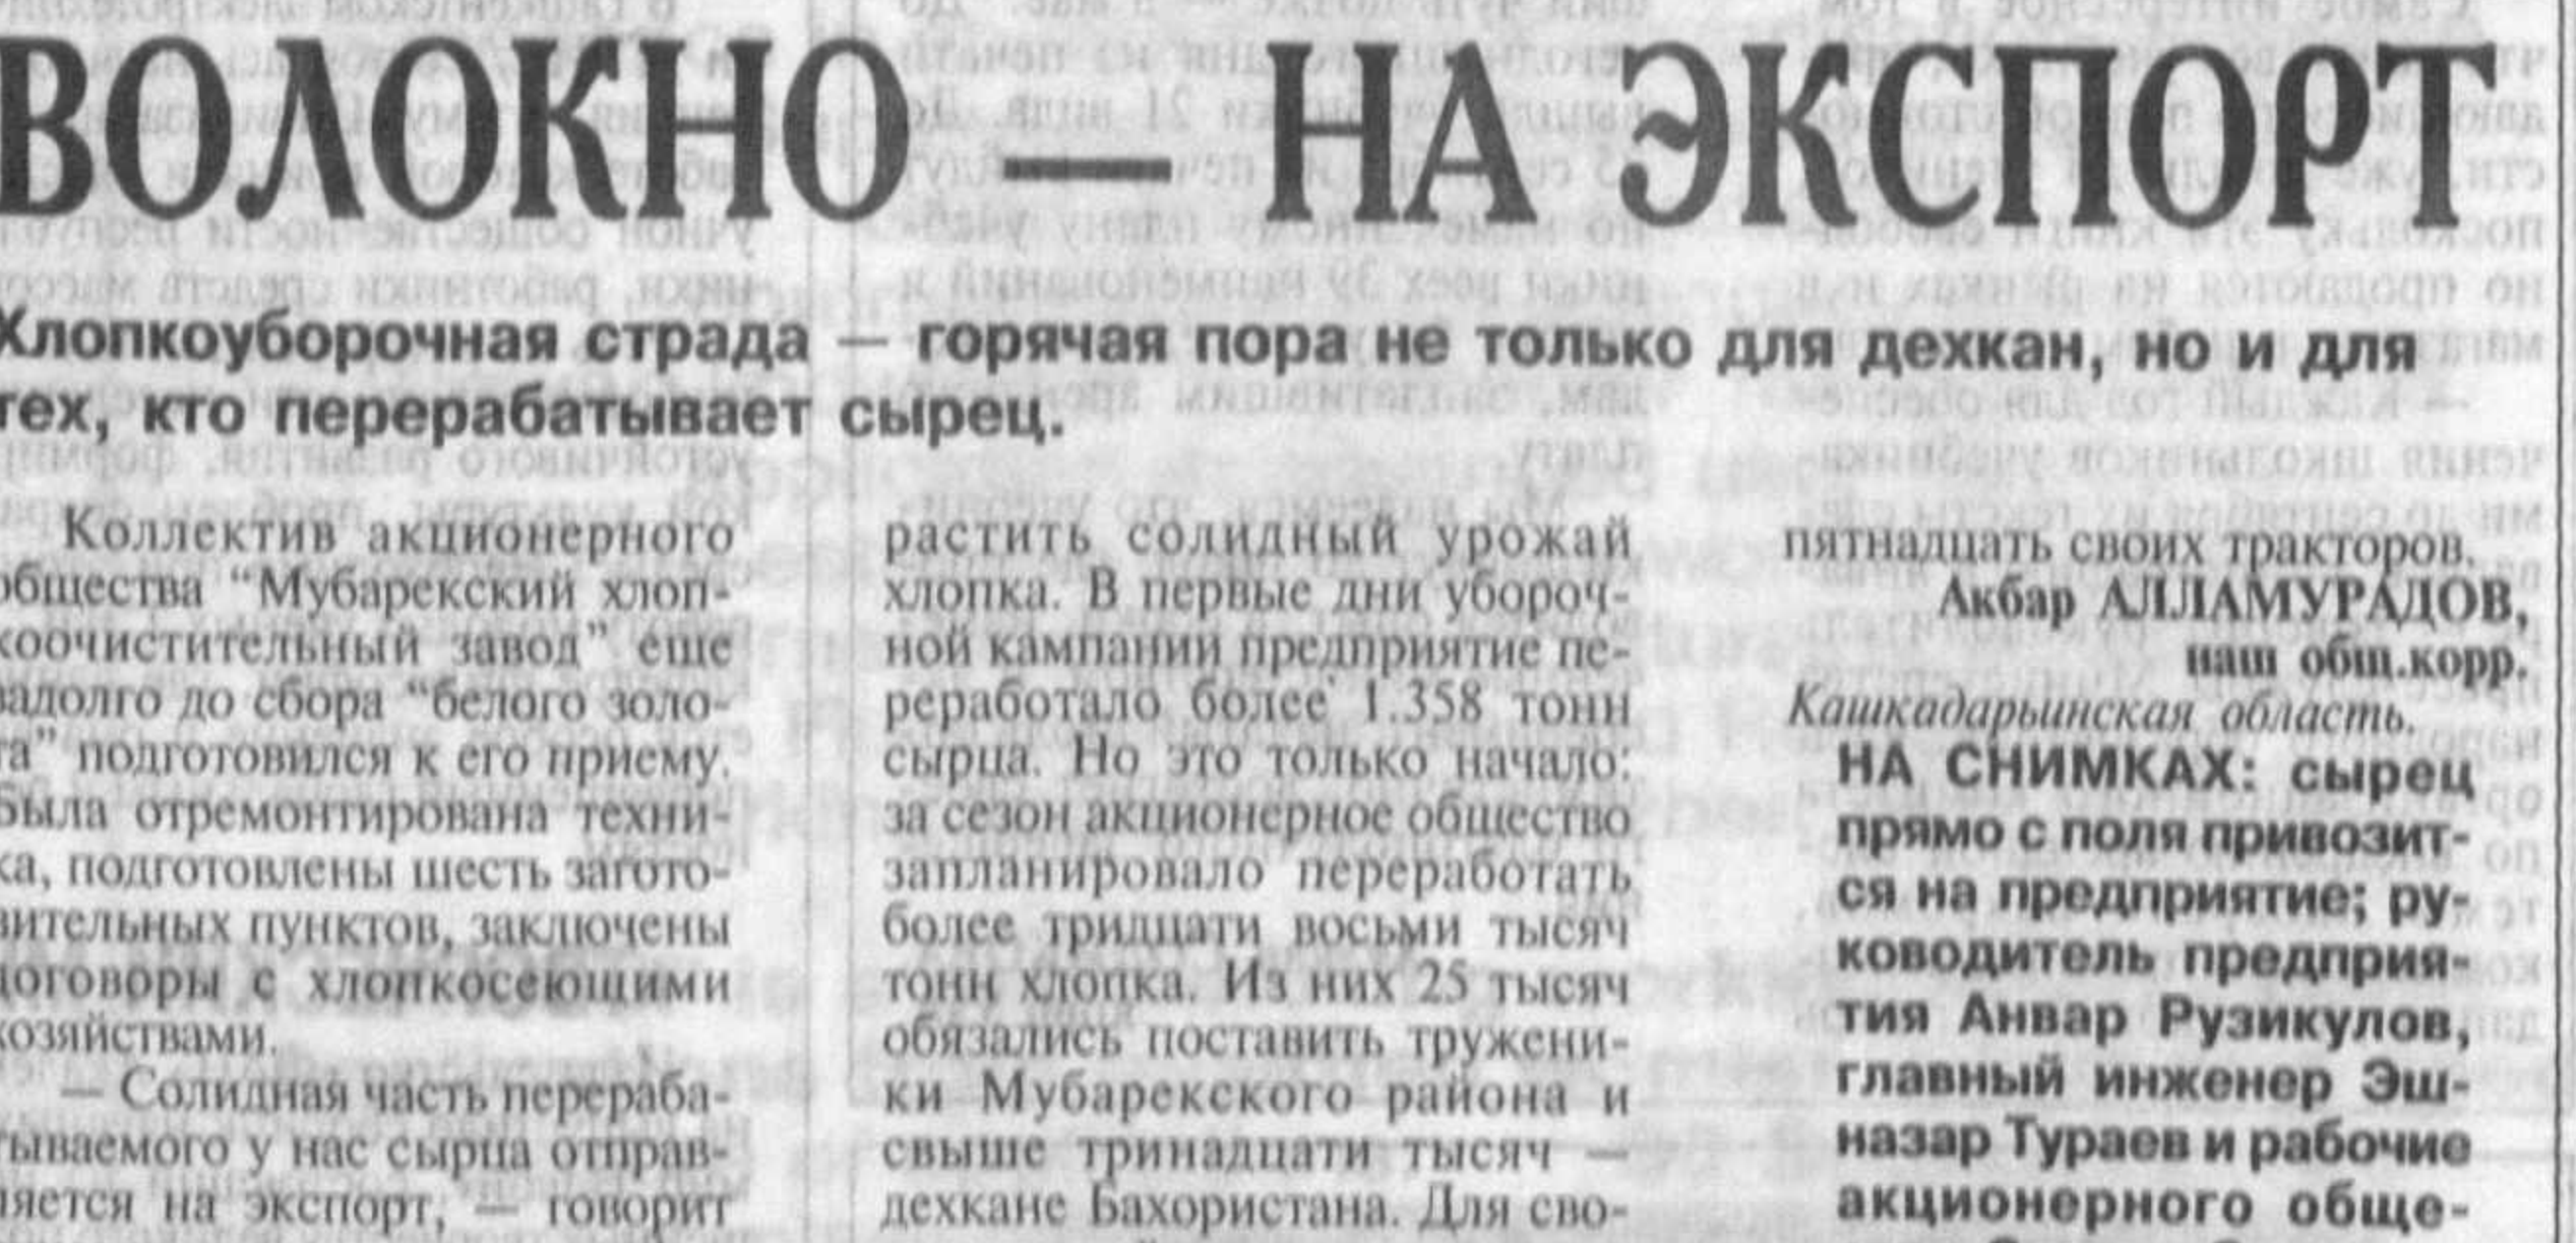 ВОЛОКНО — НА ЭКСПОРТ
Хлопкоуборочная страда — горячая пора не только для дехкан, но и для
тех, кто перерабатывает сырец.
Коллектив акционерного
общества “Мубарекский хлоп-
коочистительный завод” еще
задолго до сбора “белого золо-
та” подготовился к его приему.
Была отремонтирована техни-
ка, подготовлены шесть загото-
вительных пунктов, заключены
договоры с хлопкосеющими
хозяйствами.
— Солидная часть перераба-
тываемого у нас сырца отправ-
ляется на экспорт, — говорит
растить солидный урожай
хлопка. В первые дни убороч-
ной кампании предприятие пе-
реработало более 1.358 тонн
сырца. Но это только начало:
за сезон акционерное общество
запланировало переработать
более тридцати восьми тысяч
тонн хлопка. Из них 25 тысяч
обязались поставить тружени-
ки Мубарекского района и
свыше тринадцати тысяч —
дехкане Бахористана. Для сво-
пятнадцать своих тракторов.
Акбар АЛЛАМУРАДОВ,
наш общ.корр.
Кашкадарьинская область.
НА СНИМКАХ: сырец
прямо с поля привозит-
ся на предприятие; ру-
ководитель предприя-
тия Анвар Рузикулов,
главный инженер Эш-
назар Тураев и рабочие
акционерного обще-